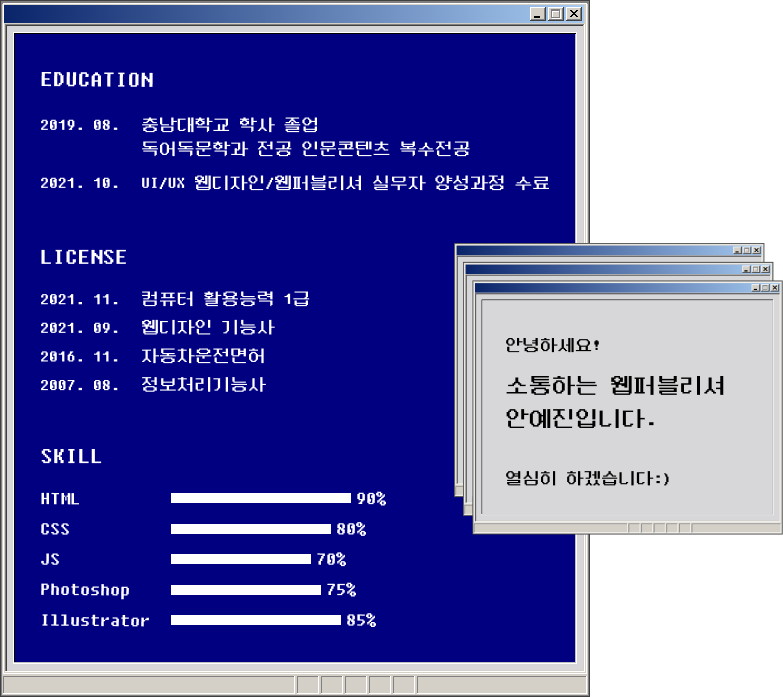 EDUCATION
2019. 08. 충남대학교 학사 졸업
독어독문학과 전공 인문콘텐츠 복수전공
2021. 10. UI/UX 웹디자인/웹퍼블리셔 실무자 양성과정 수료
LICENSE
2021. 11. 컴퓨터 활용능력 1급
2021. 09. 웹디자인 기능사
2016. 11. 자동차운전면허
2007. 08. 정보처리기능사
SKILL
HTML 90%
CSS 80%
JS 70%
Photoshop 75%
Illustrator 85%
안녕하세요!
소통하는 웹퍼블리셔
안예진입니다.
열심히 하겠습니다:)